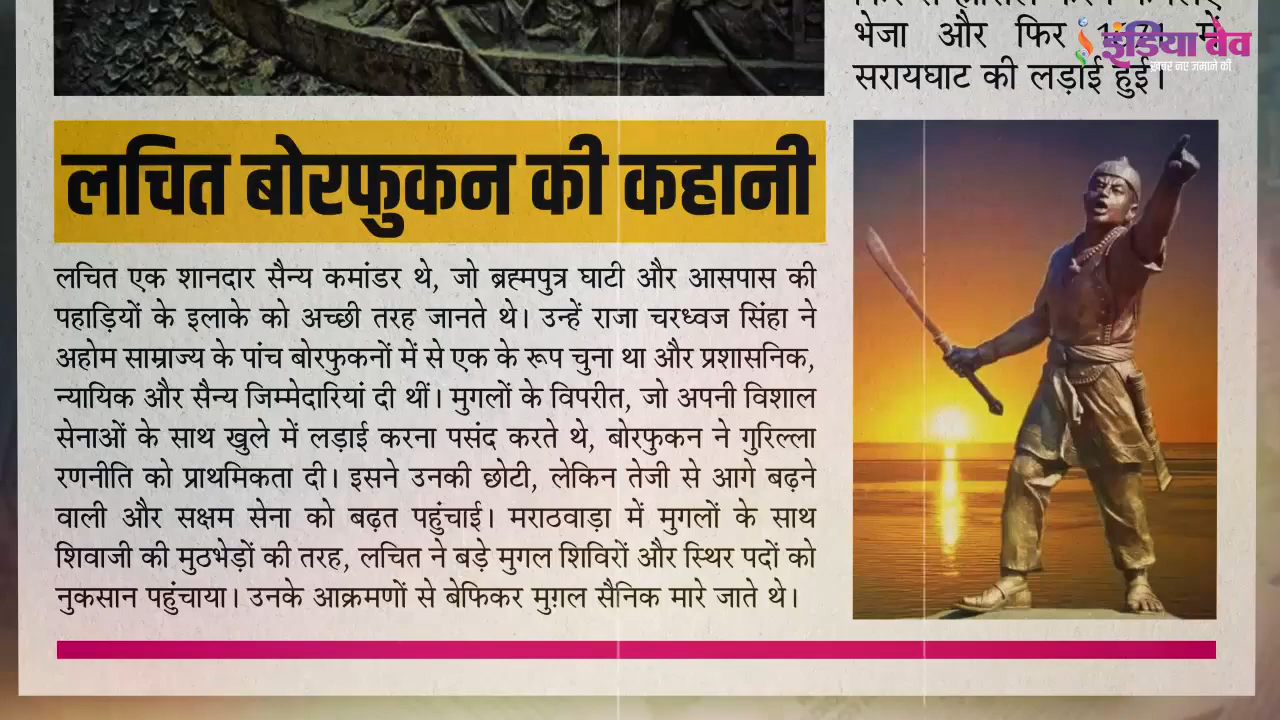 भेजा और फिर में
सरायघाट की लड़ाई हुई।
इंडिया वेव
खबर नए ज़माने की
लचित बोरफुकन की कहानी
लचित एक शानदार सैन्य कमांडर थे, जो ब्रह्मपुत्र घाटी और आसपास की
पहाड़ियों के इलाके को अच्छी तरह जानते थे। उन्हें राजा चरध्वज सिंहा ने
अहोम साम्राज्य के पांच बोरफुकनों में से एक के रूप चुना था और प्रशासनिक,
न्यायिक और सैन्य जिम्मेदारियां दी थीं। मुगलों के विपरीत, जो अपनी विशाल
सेनाओं के साथ खुले में लड़ाई करना पसंद करते थे, बोरफुकन ने गुरिल्ला
रणनीति को प्राथमिकता दी। इसने उनकी छोटी, लेकिन तेजी से आगे बढ़ने
वाली और सक्षम सेना को बढ़त पहुंचाई। मराठवाड़ा में मुगलों के साथ
शिवाजी की मुठभेड़ों की तरह, लचित ने बड़े मुगल शिविरों और स्थिर पदों को
नुकसान पहुंचाया। उनके आक्रमणों से बेफिकर मुग़ल सैनिक मारे जाते थे।